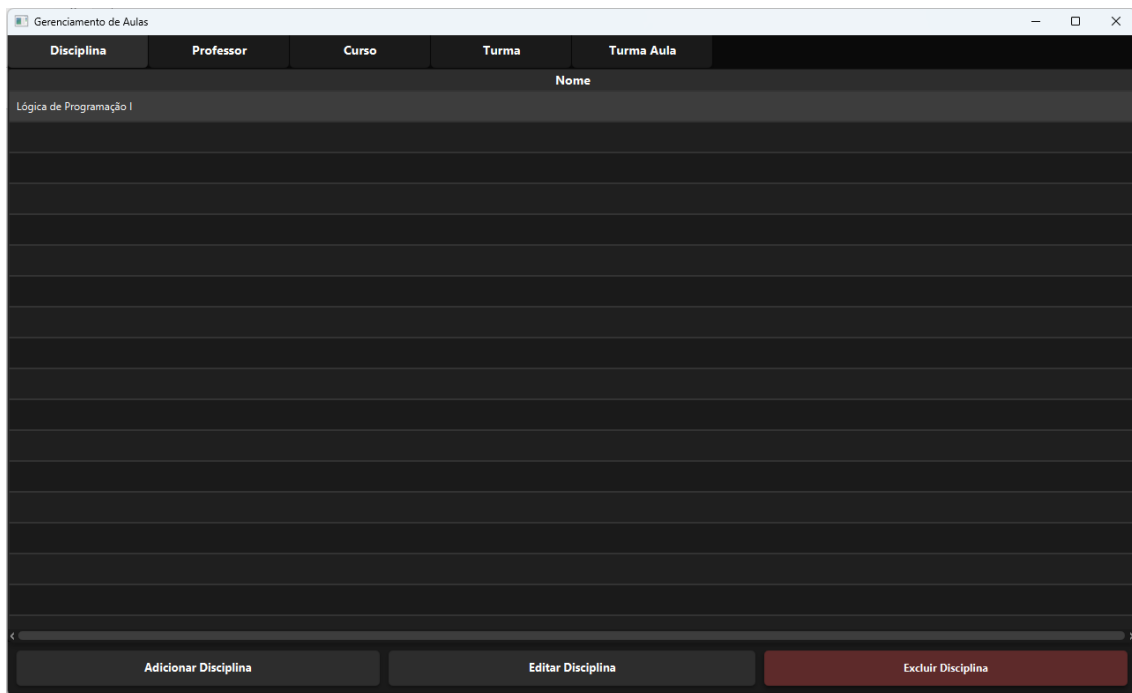 Gerenciamento de Aulas
Disciplina Professor Curso Turma Turma Aula
Nome
Lógica de Programação I
Adicionar Disciplina Editar Disciplina Excluir Disciplina